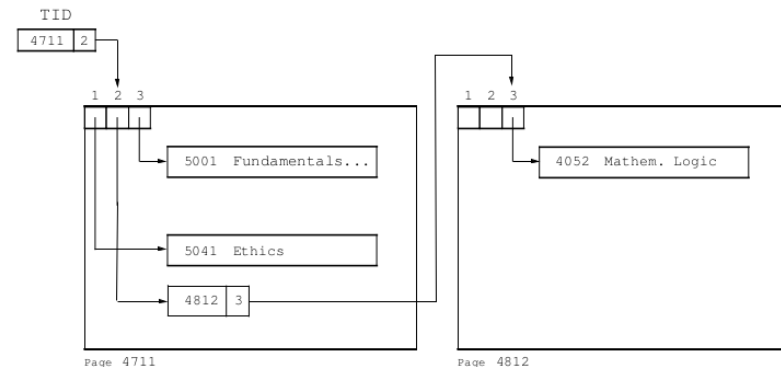 TID
4711 2
1 2 3
5001 Fundamentals...
5041 Ethics
4812 3
Page 4711
1 2 3
4052 Mathem. Logic
Page 4812